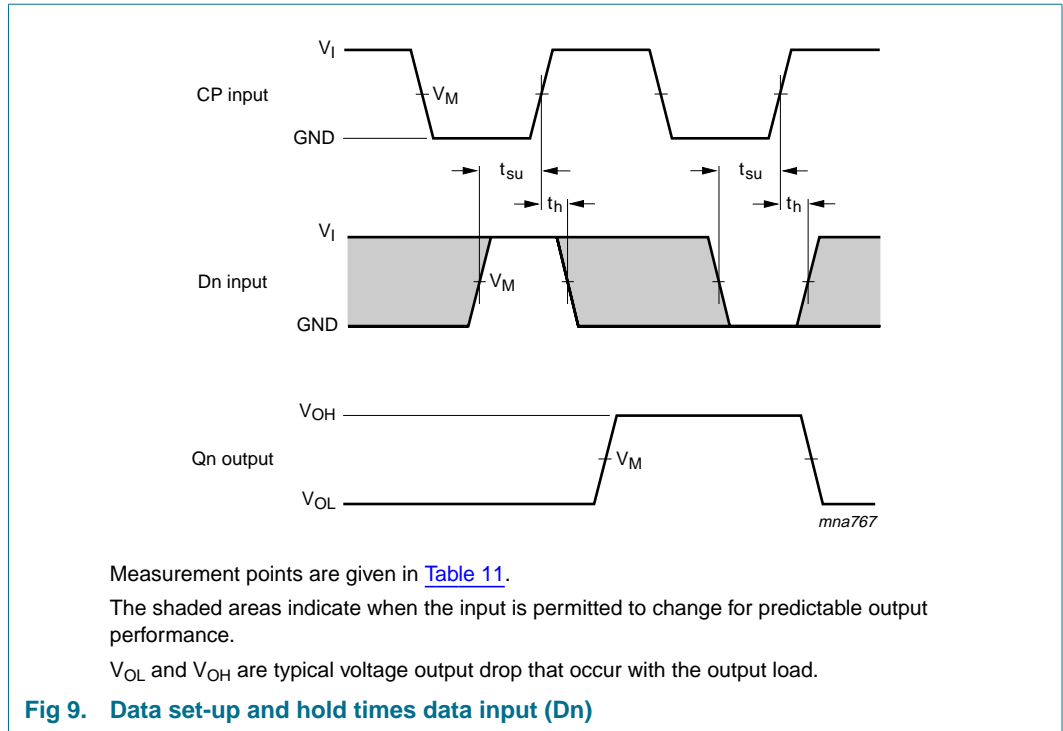 VI
CP input
VM
GND
tsu
tsu
th
th
VI
Dn input
VM
GND
VOH
Qn output
VM
VOL
mna767
Measurement points are given in Table 11.
The shaded areas indicate when the input is permitted to change for predictable output
performance.
VOL and VOH are typical voltage output drop that occur with the output load.
Fig 9. Data set-up and hold times data input (Dn)